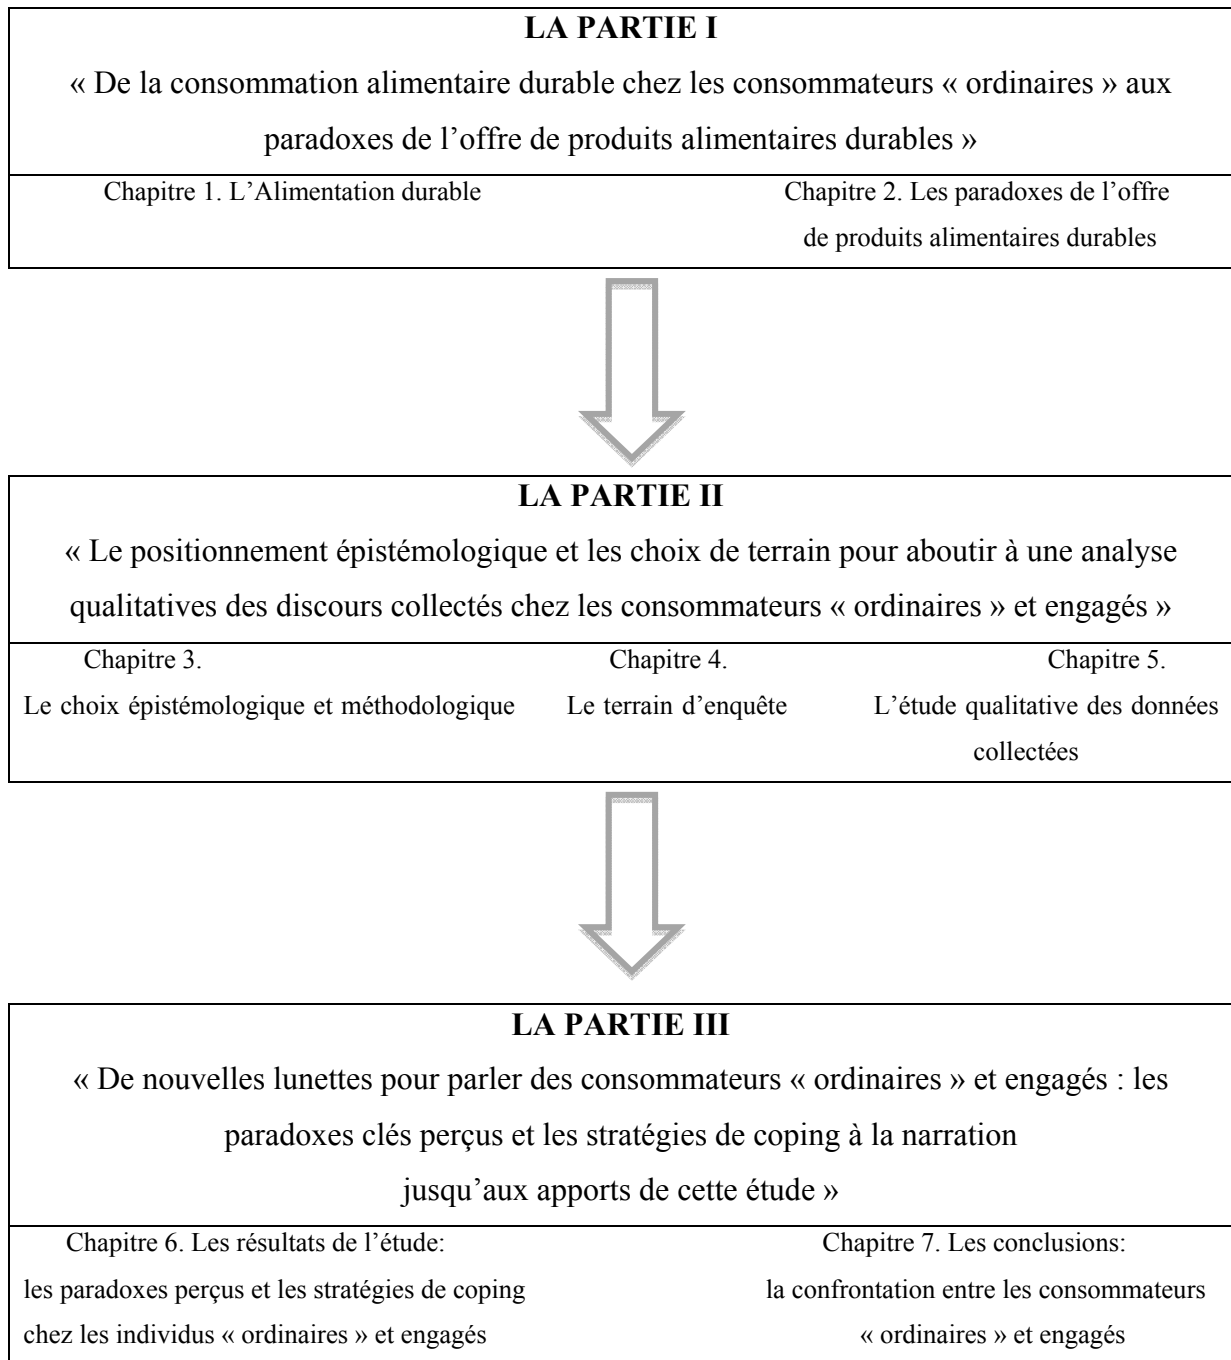 LA PARTIE I
« De la consommation alimentaire durable chez les consommateurs « ordinaires » aux
paradoxes de l’offre de produits alimentaires durables »
Chapitre 1. L’Alimentation durable
Chapitre 2. Les paradoxes de l’offre
de produits alimentaires durables
LA PARTIE II
« Le positionnement épistémologique et les choix de terrain pour aboutir à une analyse
qualitatives des discours collectés chez les consommateurs « ordinaires » et engagés »
Chapitre 3.
Le choix épistémologique et méthodologique
Chapitre 4.
Le terrain d’enquête
Chapitre 5.
L’étude qualitative des données
collectées
LA PARTIE III
« De nouvelles lunettes pour parler des consommateurs « ordinaires » et engagés : les
paradoxes clés perçus et les stratégies de coping à la narration
jusqu’aux apports de cette étude »
Chapitre 6. Les résultats de l’étude:
les paradoxes perçus et les stratégies de coping
chez les individus « ordinaires » et engagés
Chapitre 7. Les conclusions:
la confrontation entre les consommateurs
« ordinaires » et engagés